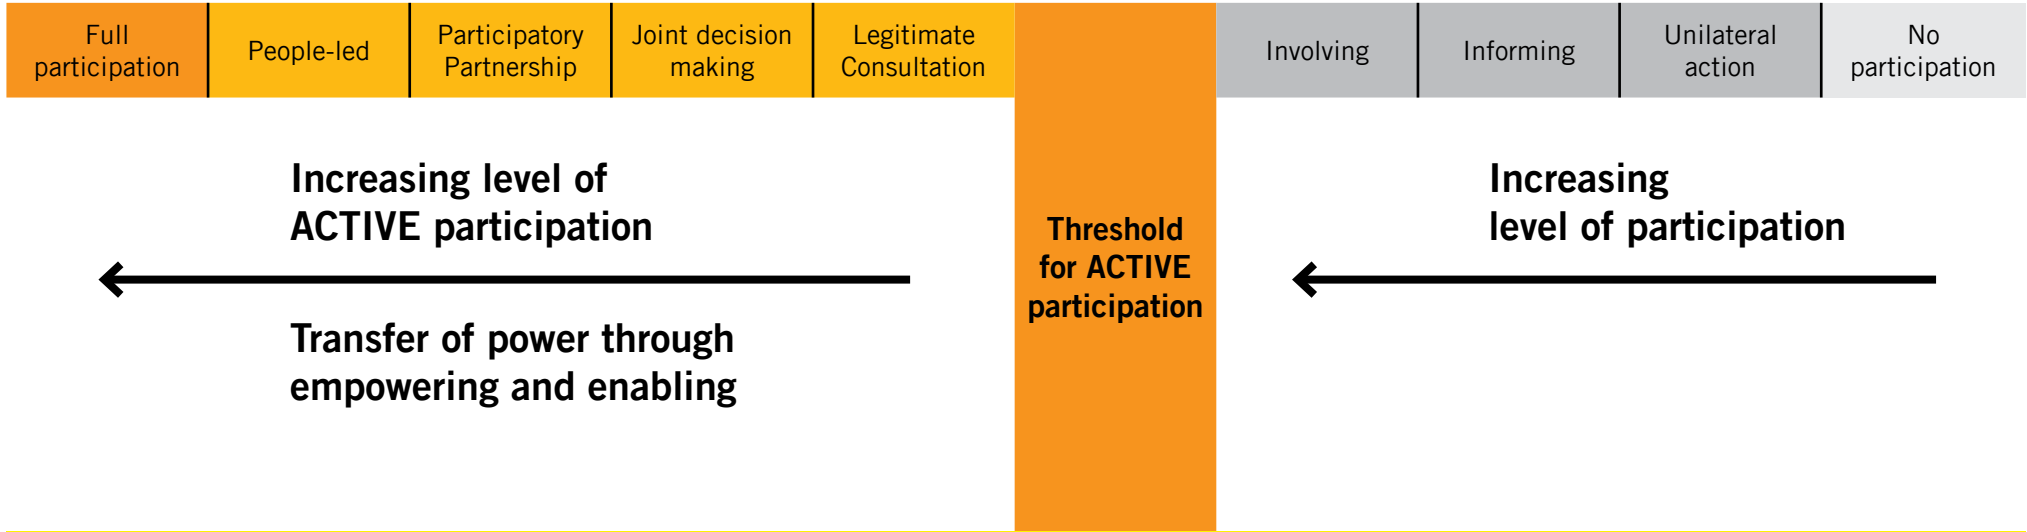 Full
participation
People-led
Participatory
Partnership
Joint decision
making
Legitimate
Consultation
Involving
Informing
Unilateral
action
No
participation
Increasing level of
ACTIVE participation
Transfer of power through
empowering and enabling
Threshold
for ACTIVE
participation
Increasing
level of participation